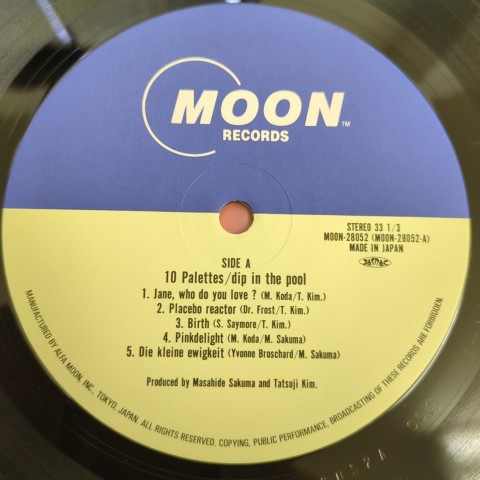 MOON™
RECORDS
STEREO 33 1/3
MOON-28052 (MOON-28052-A)
MADE IN JAPAN
JASRAC
SIDE A
10 Palettes/dip in the pool
1. Jane, who do you love ? (M. Koda/T. Kim.)
2. Placebo reactor (Dr. Frost/T. Kim.)
3. Birth (S. Saymore/T. Kim.)
4. Pinkdelight (M. Koda/M. Sakuma)
5. Die kleine ewigkeit (Yvonne Broschard/M. Sakuma)
Produced by Masahide Sakuma and Tatsuji Kim.
MANUFACTURED BY ALFA MOON, INC., TOKYO, JAPAN. ALL RIGHTS RESERVED. COPYING, PUBLIC PERFORMANCE, BROADCASTING OF THESE RECORDS ARE FORBIDDEN.